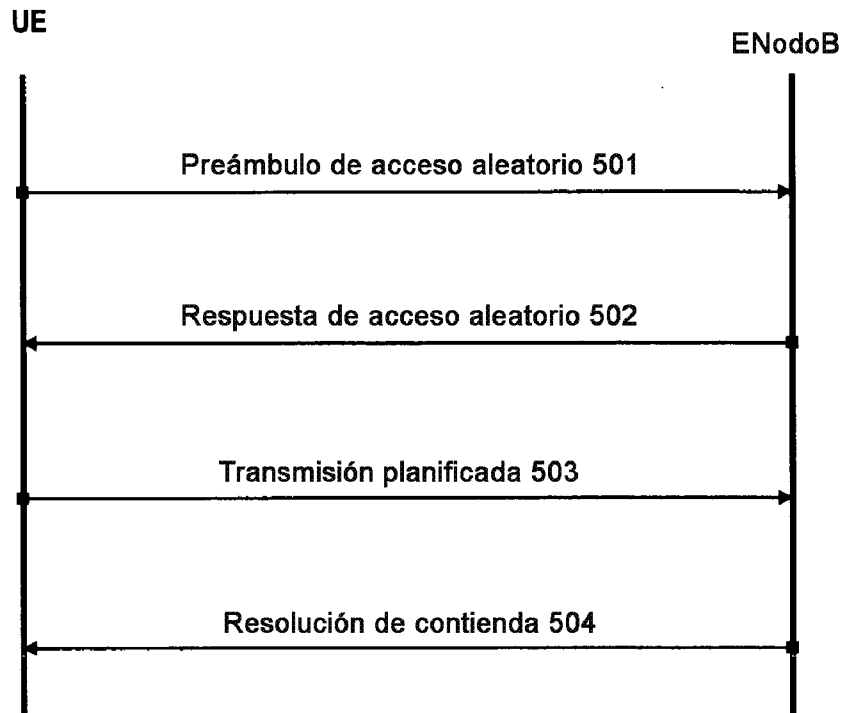 UE
ENodoB
Preámbulo de acceso aleatorio 501
Respuesta de acceso aleatorio 502
Transmisión planificada 503
Resolución de contienda 504